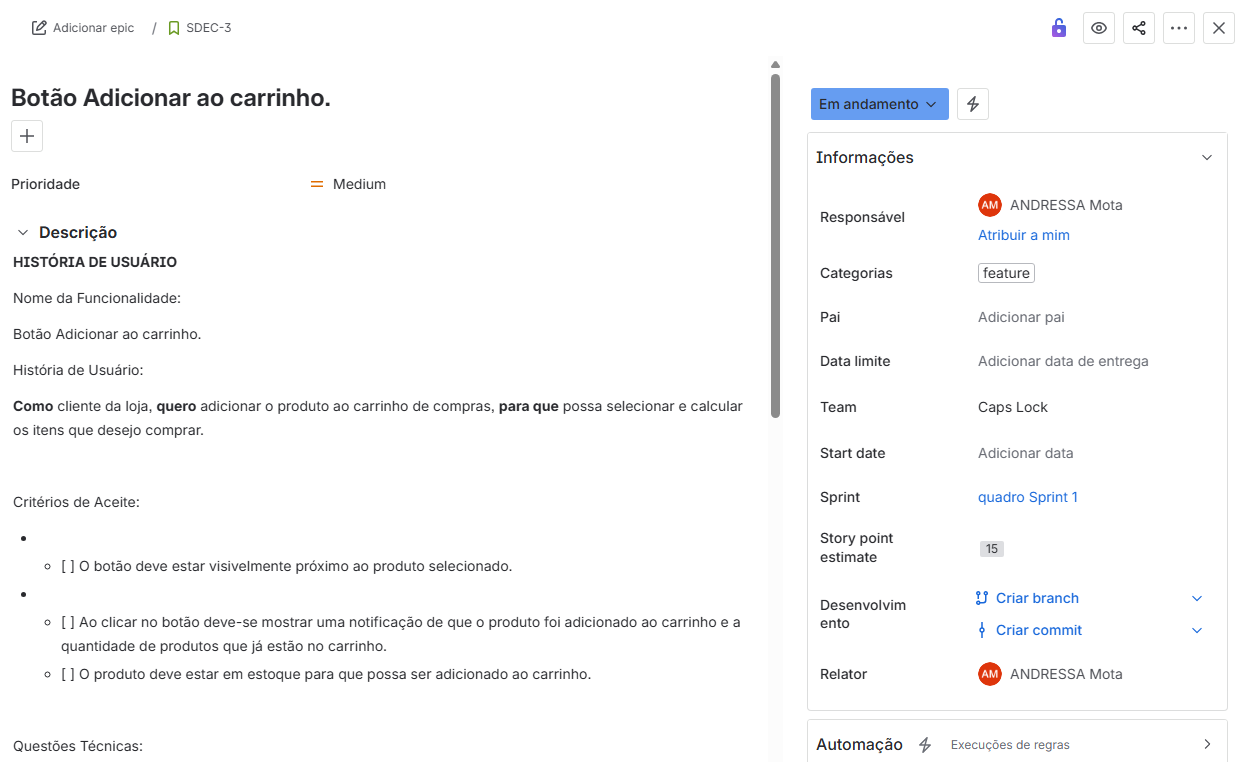 Adicionar epic / SDEC-3
Botão Adicionar ao carrinho.
Prioridade
Medium
Descrição
HISTÓRIA DE USUÁRIO
Nome da Funcionalidade:
Botão Adicionar ao carrinho.
História de Usuário:
Como cliente da loja, quero adicionar o produto ao carrinho de compras, para que possa selecionar e calcular
os itens que desejo comprar.
Critérios de Aceite:
[ ] O botão deve estar visivelmente próximo ao produto selecionado.
[ ] Ao clicar no botão deve-se mostrar uma notificação de que o produto foi adicionado ao carrinho e a
quantidade de produtos que já estão no carrinho.
[ ] O produto deve estar em estoque para que possa ser adicionado ao carrinho.
Questões Técnicas:
Em andamento
Informações
Responsável
AM ANDRESSA Mota
Atribuir a mim
Categorias
feature
Pai
Adicionar pai
Data limite
Adicionar data de entrega
Team
Caps Lock
Start date
Adicionar data
Sprint
quadro Sprint 1
Story point
estimate
15
Desenvolvim
ento
Criar branch
Criar commit
Relator
AM ANDRESSA Mota
Automação
Execuções de regras